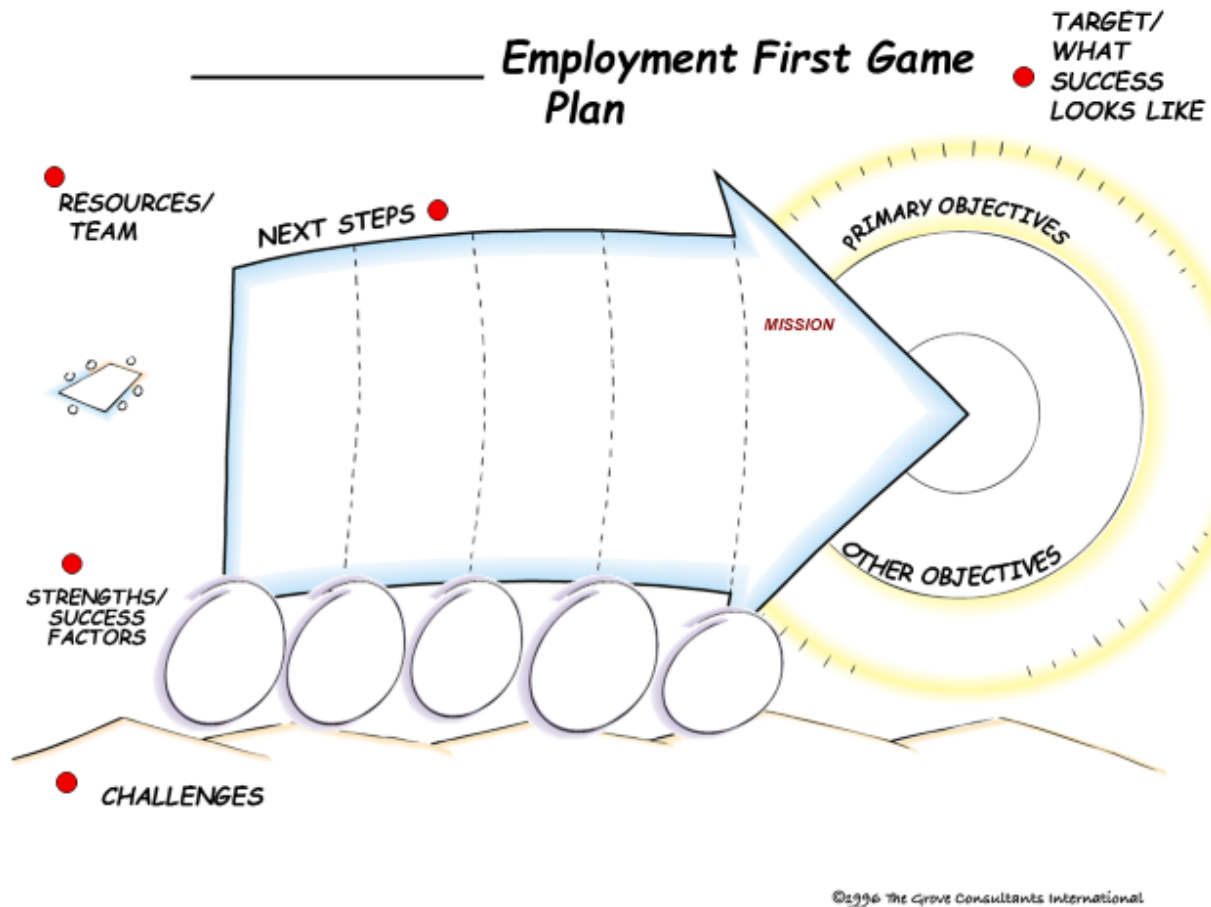 Employment First Game
Plan
TARGET/
WHAT
SUCCESS
LOOKS LIKE
RESOURCES/
TEAM
NEXT STEPS
PRIMARY OBJECTIVES
MISSION
OTHER OBJECTIVES
STRENGTHS/
SUCCESS
FACTORS
CHALLENGES
©1996 The Grove Consultants International